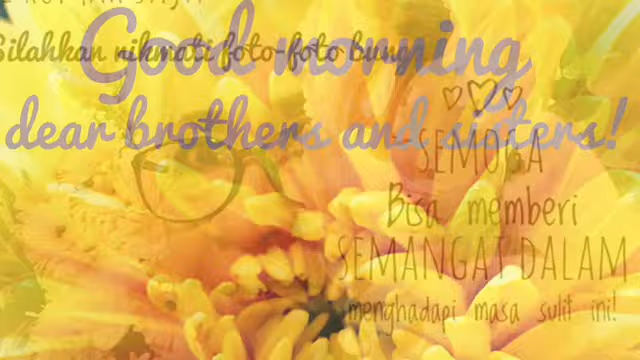 Good morning
Silahkan nikmati foto-foto
dear brothers and sisters!
SEMOGA
Bisa memberi
SEMANGAT DALAM
menghadapi masa sulit ini!